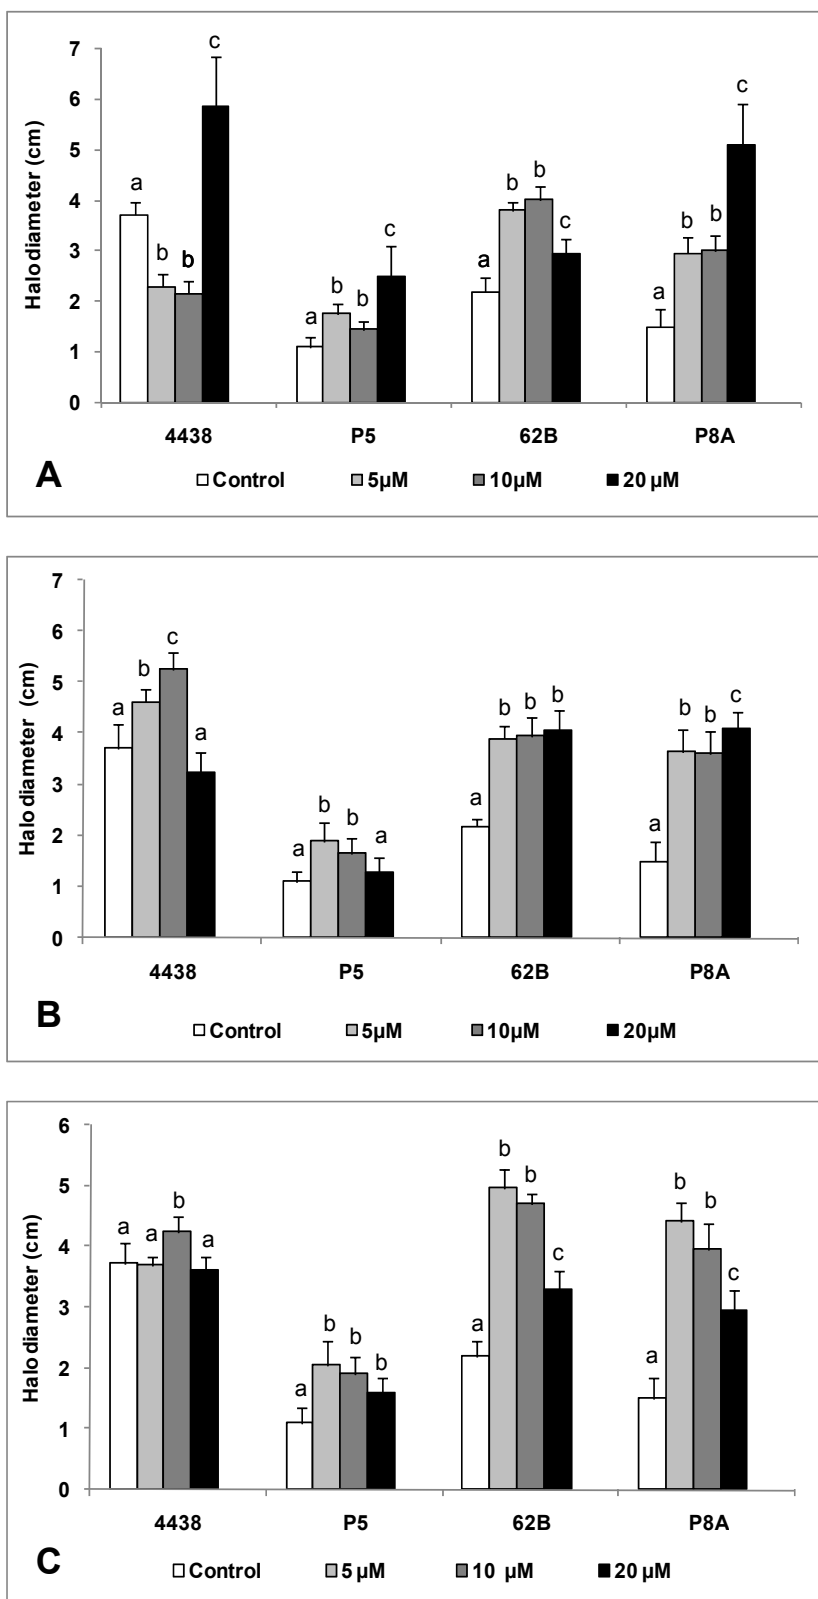 Halo diameter (cm)
7
6
5
4
3
2
1
0
a
b
b
c
a
b
b
c
a
b
b
c
a
b
b
c
4438 P5 62B P8A
A
Control 5µM 10µM 20 µM
Halo diameter (cm)
7
6
5
4
3
2
1
0
a
b
c
a
a
b
b
a
a
b
b
b
a
b
b
c
4438 P5 62B P8A
B
Control 5µM 10µM 20µM
Halo diameter (cm)
6
5
4
3
2
1
0
a
a
b
a
a
b
b
b
a
b
b
c
a
b
b
c
4438 P5 62B P8A
C
Control 5 µM 10 µM 20 µM